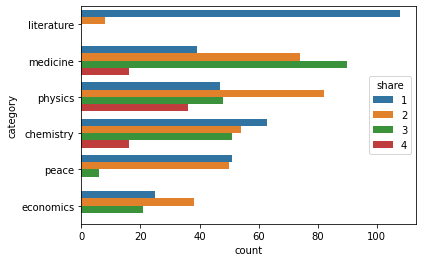 literature
medicine
physics
chemistry
peace
economics
category
0
20
40
60
80
100
count
share
1
2
3
4